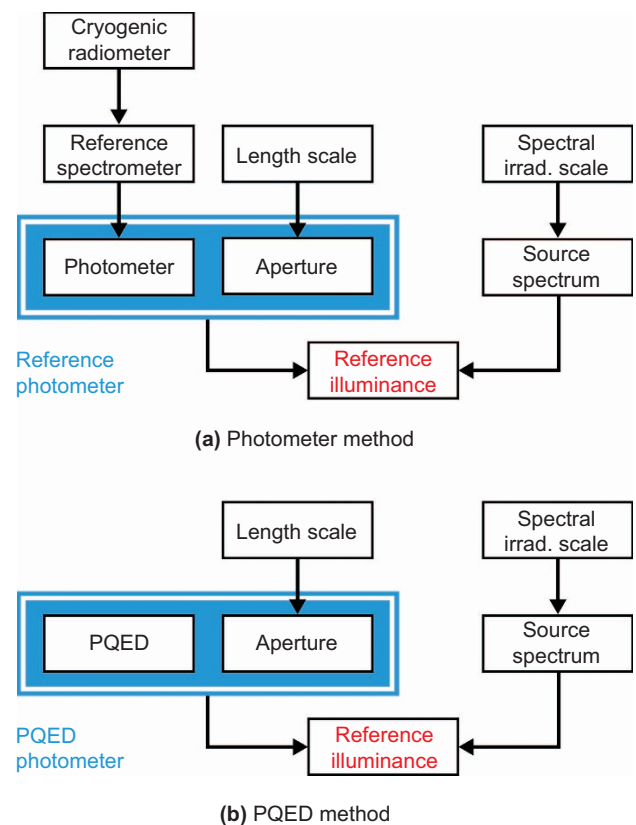 Cryogenic
radiometer
Reference
spectrometer
Length scale
Spectral
irrad. scale
Photometer
Aperture
Source
spectrum
Reference
photometer
Reference
illuminance
(a) Photometer method
Length scale
Spectral
irrad. scale
PQED
Aperture
Source
spectrum
PQED
photometer
Reference
illuminance
(b) PQED method